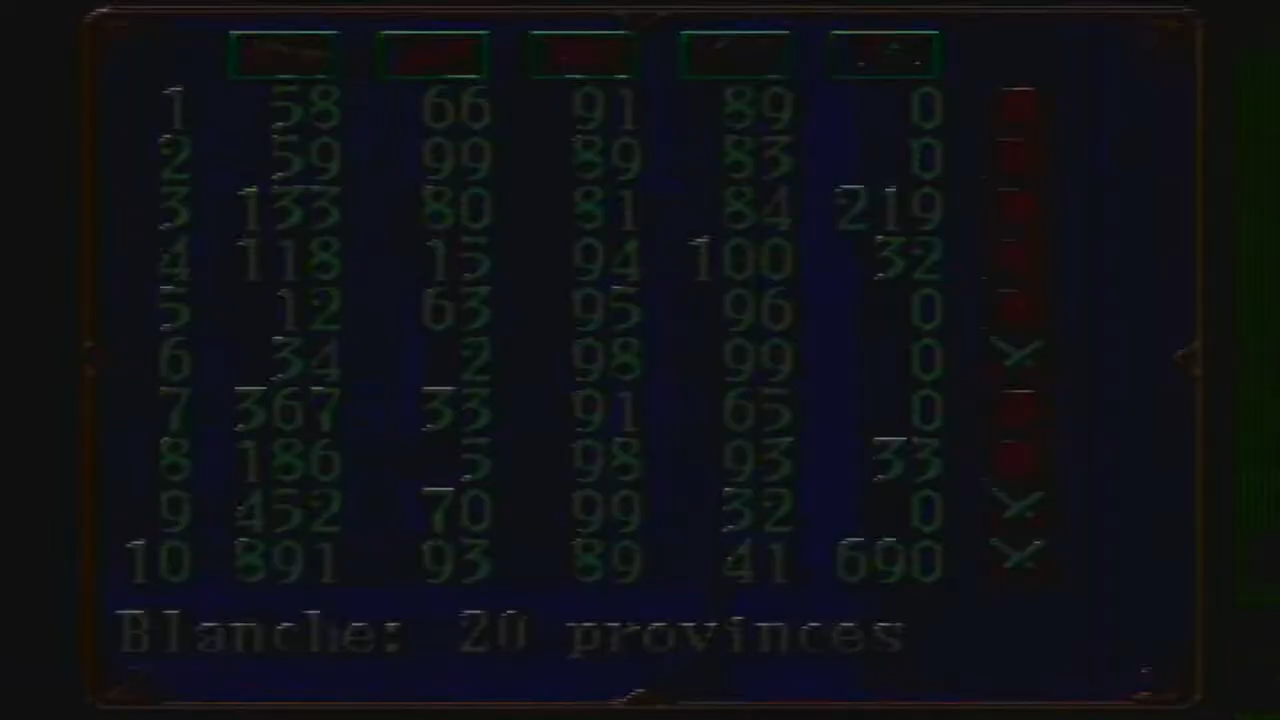 1 58 66 91 89 0
2 59 99 89 83 0
3 133 80 81 84 219
4 118 15 94 100 32
5 12 63 95 96 0
6 34 2 98 99 0
7 367 33 91 65 0
8 186 5 98 93 33
9 452 70 99 32 0
10 891 93 89 41 690
Blanche: 20 provinces